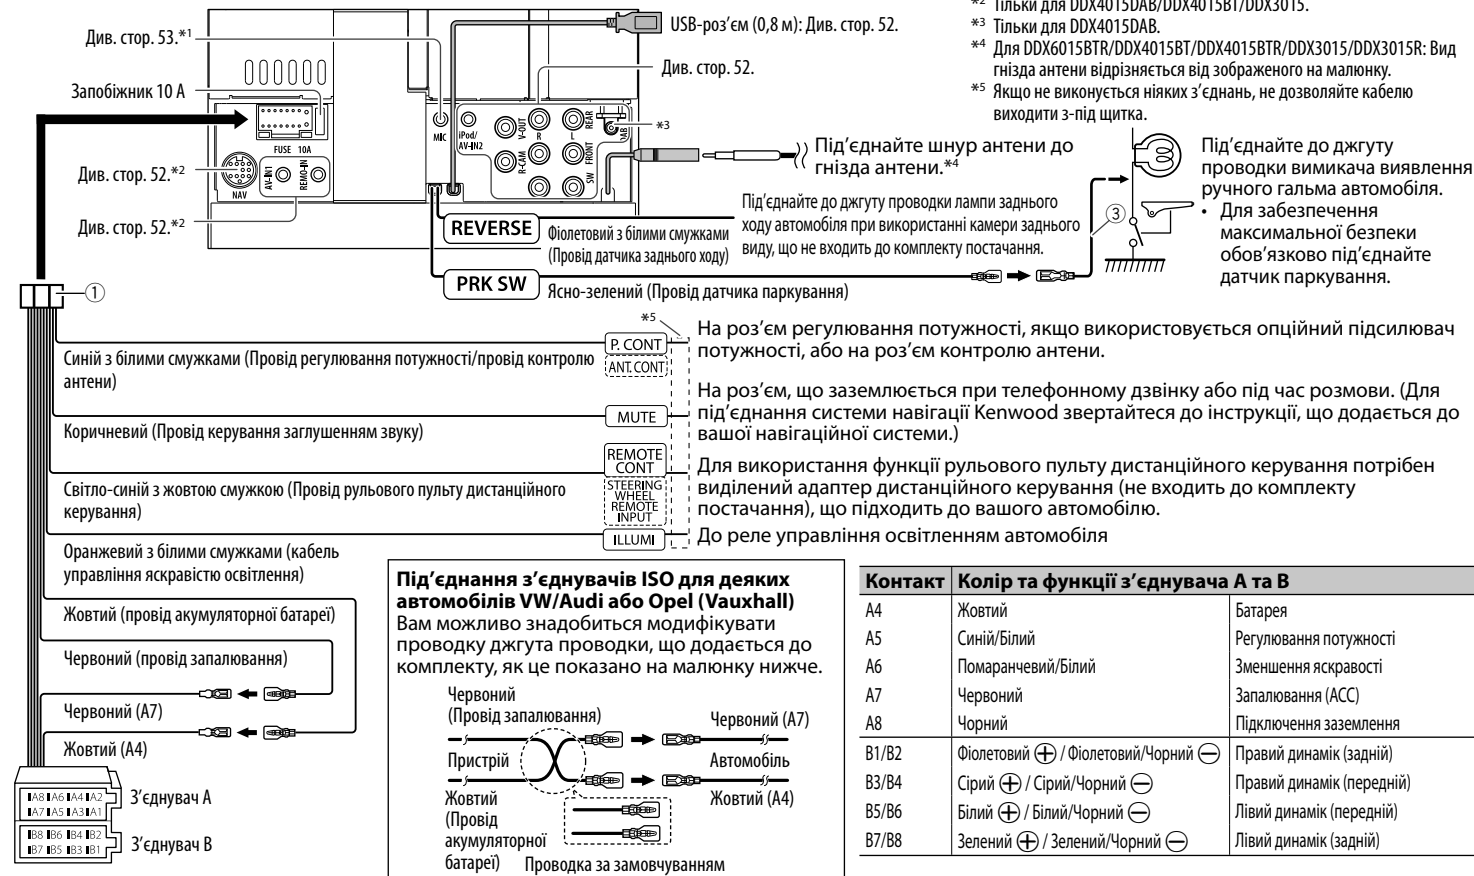 *2 Тільки для DDX4015DAB/DDX4015BT/DDX3015.
*3 Тільки для DDX4015DAB.
*4 Для DDX6015BTR/DDX4015BT/DDX4015BTR/DDX3015/DDX3015R: Вид
гнізда антени відрізняється від зображеного на малюнку.
*5 Якщо не виконується ніяких з’єднань, не дозволяйте кабелю
виходити з-під щитка.
USB-роз’єм (0,8 м): Див. стор. 52.
Див. стор. 53.*1
Див. стор. 52.
Запобіжник 10 А
FUSE 10A
MIC
iPod/
AV-IN2
V-OUT
R-CAM
R
L
REAR
FRONT
SW
DAB
*3
NAV
AV-IN1
REMO-IN
Див. стор. 52.*2
Див. стор. 52.*2
Під’єднайте шнур антени до
гнізда антени.*4
Під’єднайте до джгуту
проводки вимикача виявлення
ручного гальма автомобіля.
• Для забезпечення
максимальної безпеки
обов’язково під’єднайте
датчик паркування.
REVERSE
Фіолетовий з білими смужками
(Провід датчика заднього ходу)
Під’єднайте до джгуту проводки лампи заднього
ходу автомобіля при використанні камери заднього
виду, що не входить до комплекту постачання.
3
PRK SW
Ясно-зелений (Провід датчика паркування)
1
*5
Синій з білими смужками (Провід регулювання потужності/провід контролю
антени)
P. CONT
ANT. CONT
На роз’єм регулювання потужності, якщо використовується опційний підсилювач
потужності, або на роз’єм контролю антени.
Коричневий (Провід керування заглушенням звуку)
MUTE
На роз’єм, що заземлюється при телефонному дзвінку або під час розмови. (Для
під’єднання системи навігації Kenwood звертайтеся до інструкції, що додається до
вашої навігаційної системи.)
Світло-синій з жовтою смужкою (Провід рульового пульту дистанційного
керування)
REMOTE
CONT
STEERING
WHEEL
REMOTE
INPUT
Для використання функції рульового пульту дистанційного керування потрібен
виділений адаптер дистанційного керування (не входить до комплекту
постачання), що підходить до вашого автомобілю.
Оранжевий з білими смужками (кабель
управління яскравістю освітлення)
ILLUMI
До реле управління освітленням автомобіля
Жовтий (провід акумуляторної батареї)
Червоний (провід запалювання)
Червоний (A7)
Жовтий (A4)
A8 A6 A4 A2
A7 A5 A3 A1
З’єднувач A
B8 B6 B4 B2
B7 B5 B3 B1
З’єднувач B
Під’єднання з’єднувачів ISO для деяких
автомобілів VW/Audi або Opel (Vauxhall)
Вам можливо знадобиться модифікувати
проводку джгута проводки, що додається до
комплекту, як це показано на малюнку нижче.
Червоний
(Провід запалювання)
Червоний (A7)
Пристрій
Автомобіль
Жовтий
(Провід
акумуляторної
батареї)
Жовтий (A4)
Проводка за замовчуванням
Контакт Колір та функції з’єднувача A та B
A4 Жовтий Батарея
A5 Синій/Білий Регулювання потужності
A6 Помаранчевий/Білий Зменшення яскравості
A7 Червоний Запалювання (ACC)
A8 Чорний Підключення заземлення
B1/B2 Фіолетовий ⊕ / Фіолетовий/Чорний ⊖ Правий динамік (задній)
B3/B4 Сірий ⊕ / Сірий/Чорний ⊖ Правий динамік (передній)
B5/B6 Білий ⊕ / Білий/Чорний ⊖ Лівий динамік (передній)
B7/B8 Зелений ⊕ / Зелений/Чорний ⊖ Лівий динамік (задній)